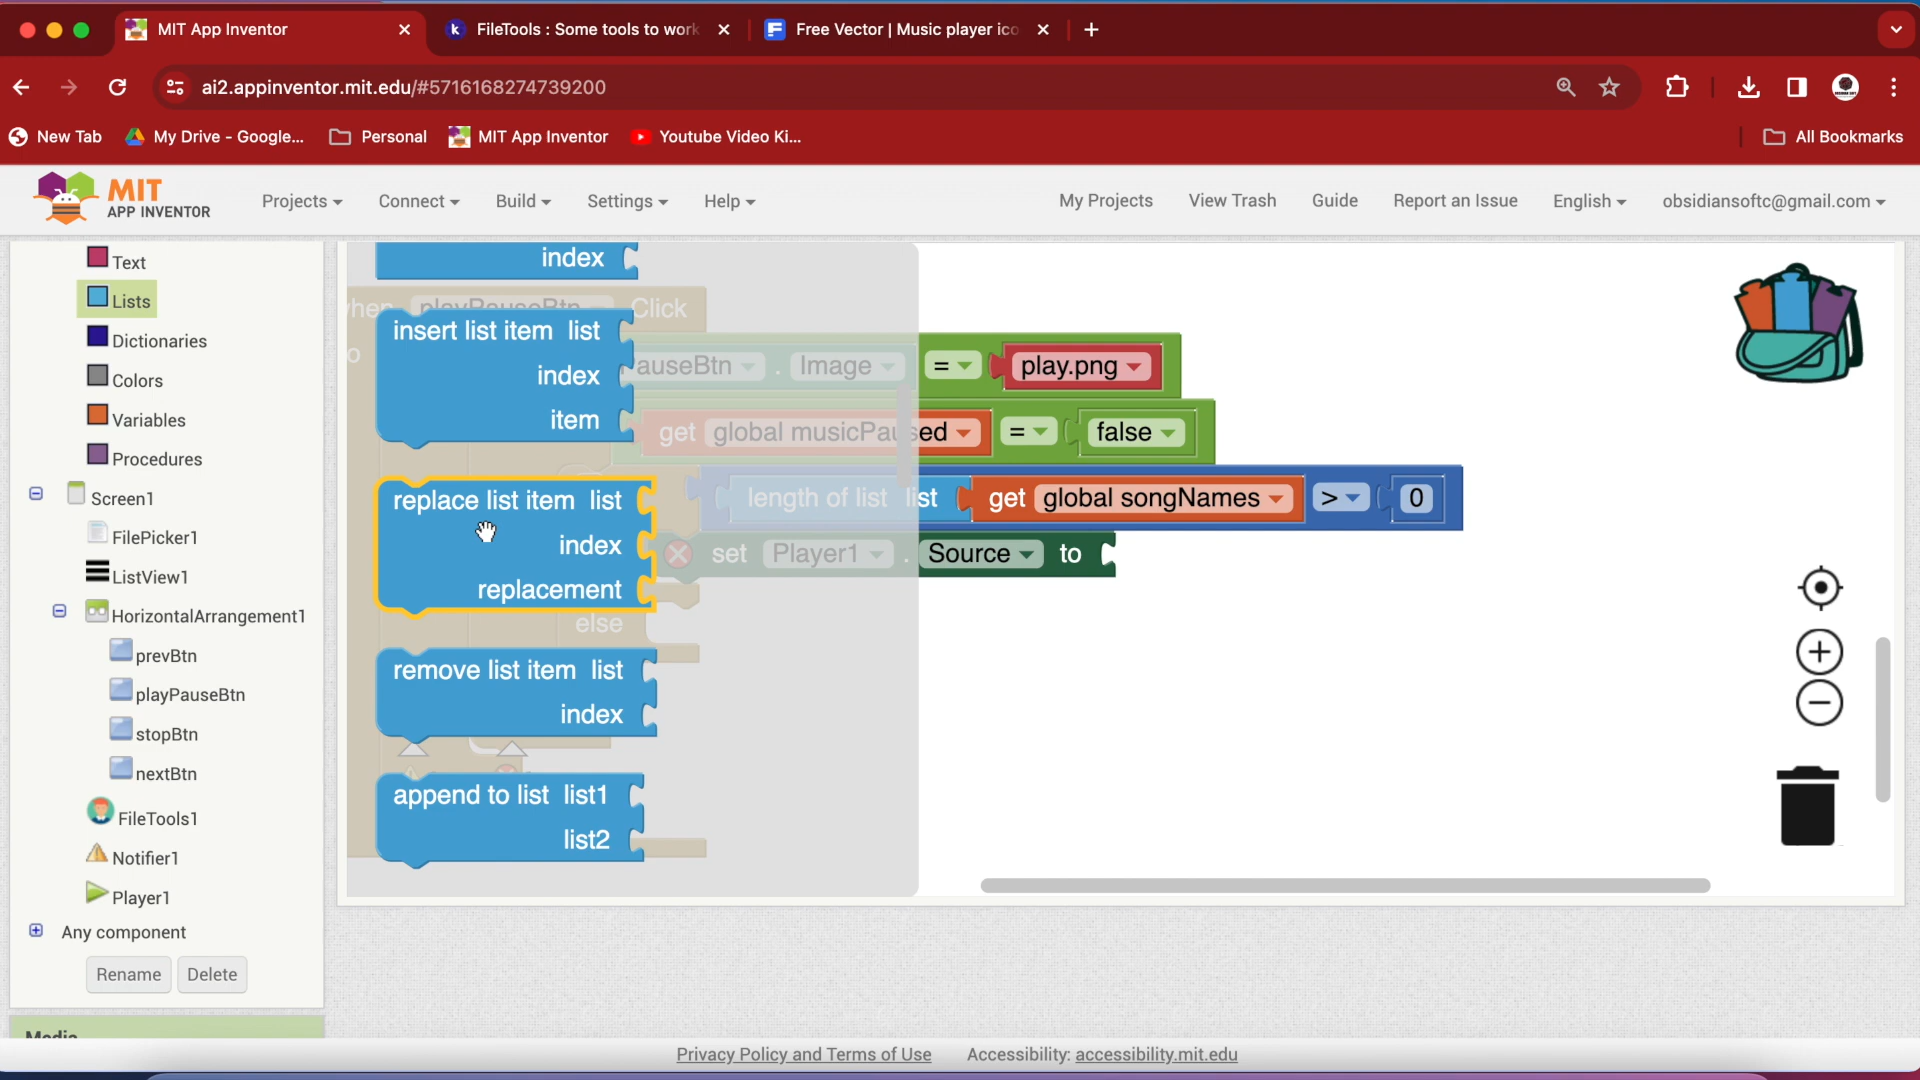 MIT App Inventor
FileTools : Some tools to work
Free Vector | Music player ico
ai2.appinventor.mit.edu/#5716168274739200
New Tab
My Drive - Google...
Personal
MIT App Inventor
Youtube Video Ki...
All Bookmarks
MIT
APP INVENTOR
Projects
Connect
Build
Settings
Help
My Projects
View Trash
Guide
Report an Issue
English
obsidiansoftc@gmail.com
Text
Lists
Dictionaries
Colors
Variables
Procedures
Screen1
FilePicker1
ListView1
HorizontalArrangement1
prevBtn
playPauseBtn
stopBtn
nextBtn
FileTools1
Notifier1
Player1
Any component
Rename
Delete
Media
index
when playPauseBtn Click
insert list item list
index
item
auseBtn . Image = play.png
get global musicPaused = false
replace list item list
index
replacement
length of list list get global songNames > 0
set Player1 . Source to
else
remove list item list
index
append to list list1
list2
Privacy Policy and Terms of Use
Accessibility: accessibility.mit.edu